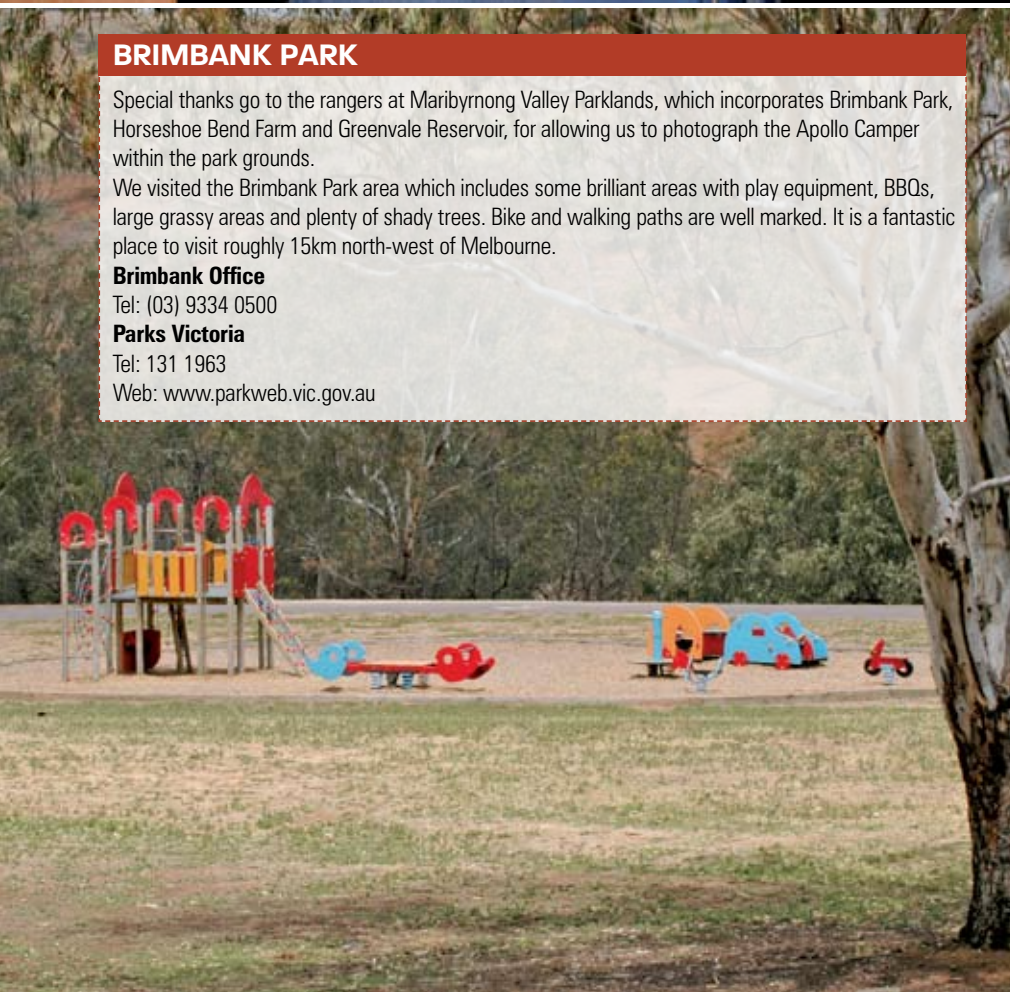 BRIMBANK PARK
Special thanks go to the rangers at Maribyrnong Valley Parklands, which incorporates Brimbank Park,
Horseshoe Bend Farm and Greenvale Reservoir, for allowing us to photograph the Apollo Camper
within the park grounds.
We visited the Brimbank Park area which includes some brilliant areas with play equipment, BBQs,
large grassy areas and plenty of shady trees. Bike and walking paths are well marked. It is a fantastic
place to visit roughly 15km north-west of Melbourne.
Brimbank Office
Tel: (03) 9334 0500
Parks Victoria
Tel: 131 1963
Web: www.parkweb.vic.gov.au